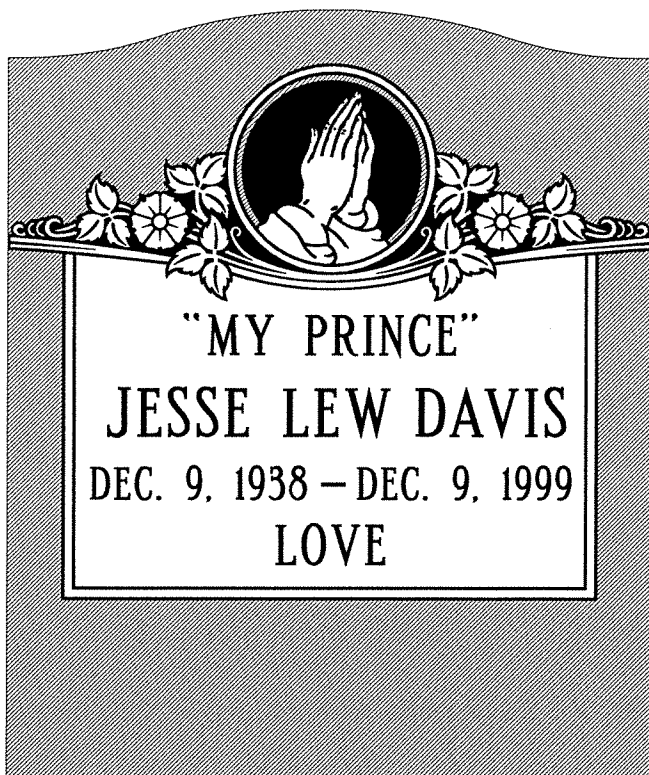 "MY PRINCE"
JESSE LEW DAVIS
DEC. 9, 1938 – DEC. 9, 1999
LOVE